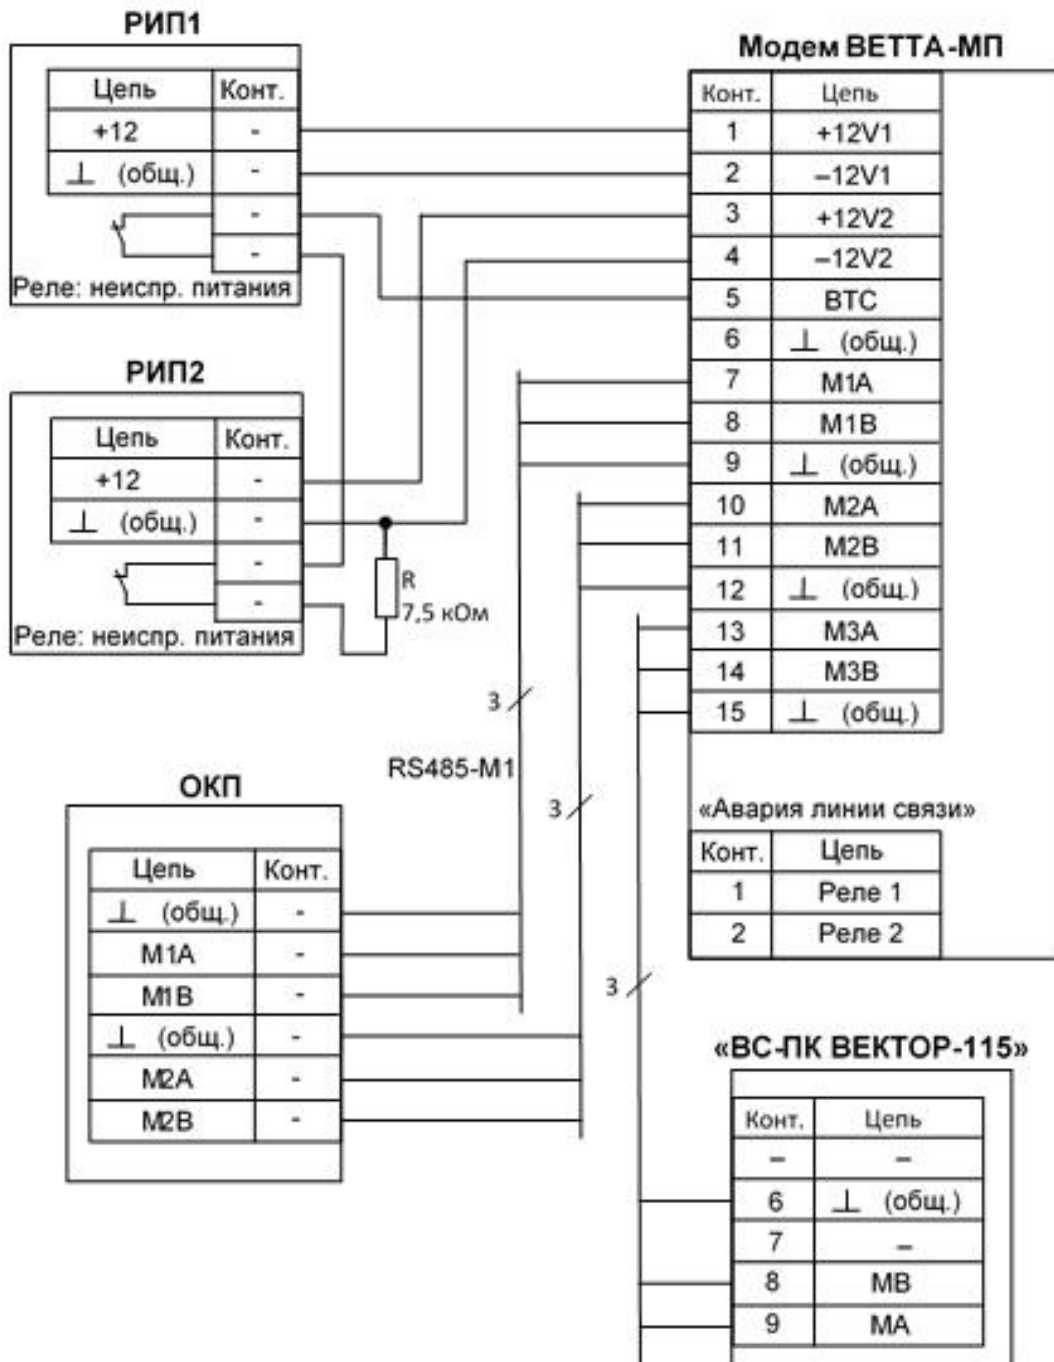 РИП1
Цепь Конт.
+12 -
⊥ (общ.) -
-
-
Реле: неиспр. питания
РИП2
Цепь Конт.
+12 -
⊥ (общ.) -
-
-
Реле: неиспр. питания
R
7,5 кОм
Модем ВЕТТА-МП
Конт. Цепь
1 +12V1
2 –12V1
3 +12V2
4 –12V2
5 ВТС
6 ⊥ (общ.)
7 М1А
8 М1В
9 ⊥ (общ.)
10 М2А
11 М2В
12 ⊥ (общ.)
13 М3А
14 М3В
15 ⊥ (общ.)
3
RS485-М1
3
3
«Авария линии связи»
Конт. Цепь
1 Реле 1
2 Реле 2
ОКП
Цепь Конт.
⊥ (общ.) -
М1А -
М1В -
⊥ (общ.) -
М2А -
М2В -
«ВС-ПК ВЕКТОР-115»
Конт. Цепь
– –
6 ⊥ (общ.)
7 –
8 МВ
9 МА